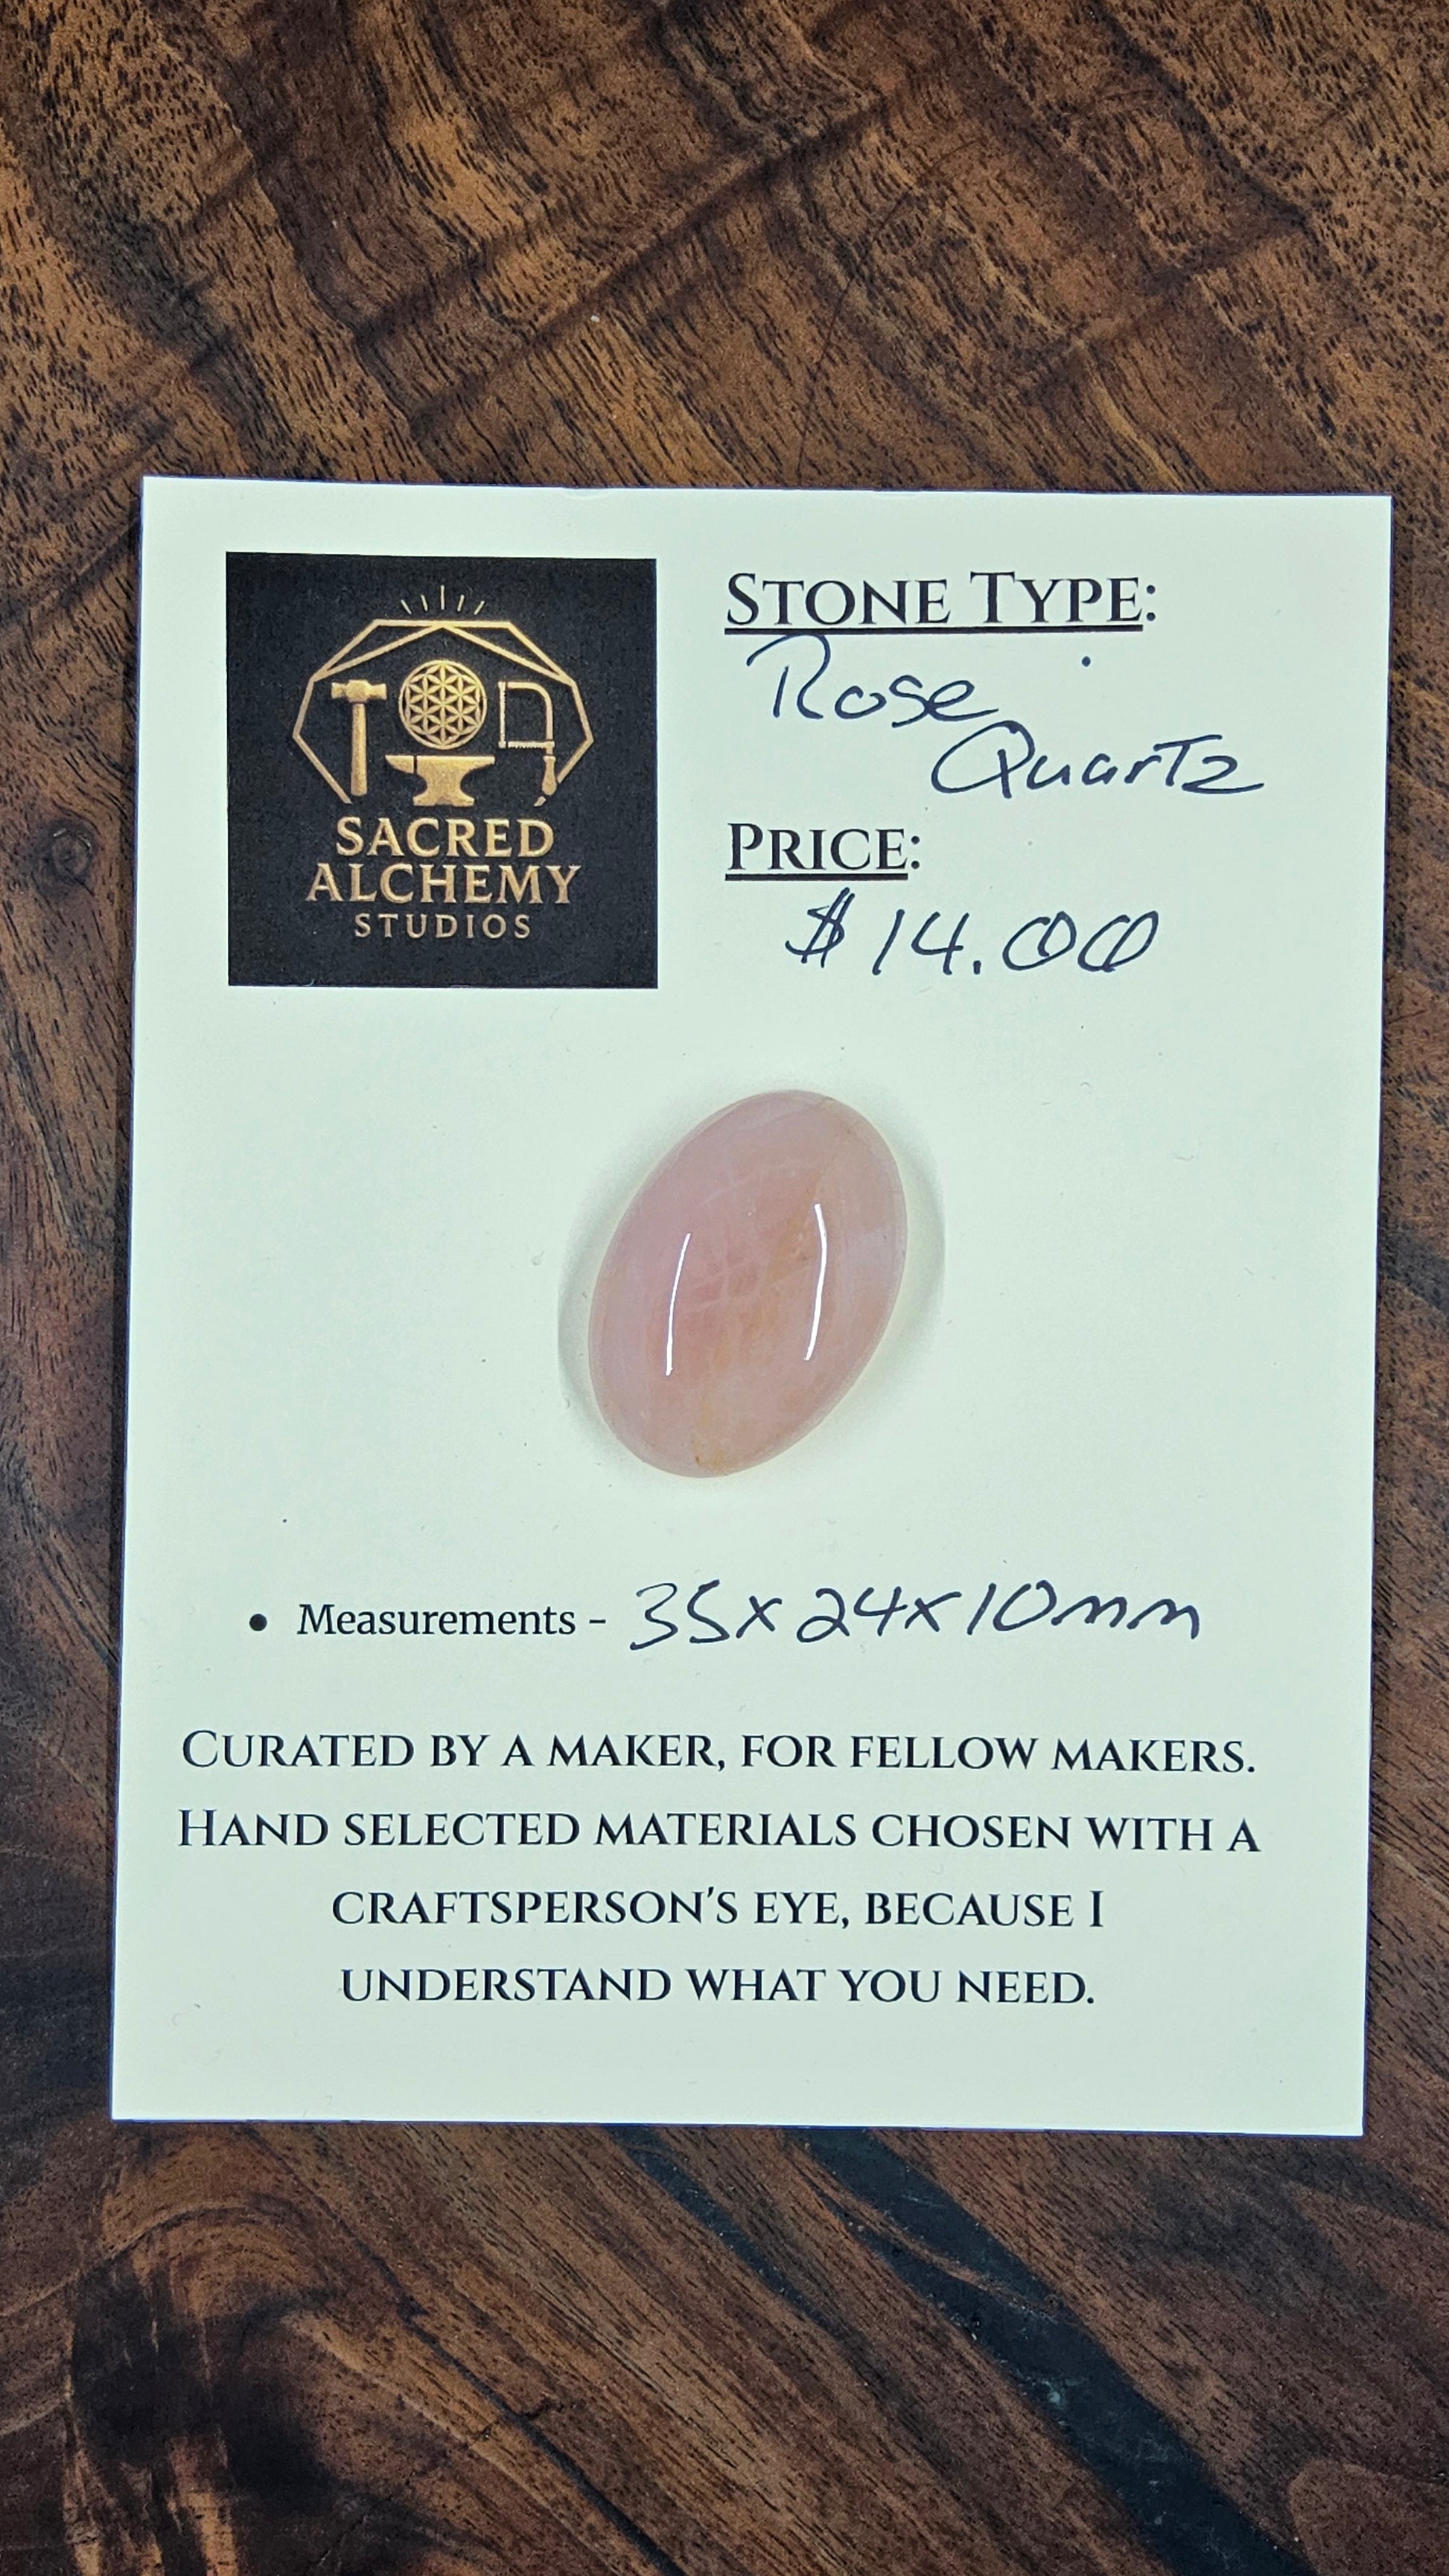 SACRED
ALCHEMY
STUDIOS
STONE TYPE:
Rose
Quartz
PRICE:
$14.00
• Measurements - 35x24x10mm
CURATED BY A MAKER, FOR FELLOW MAKERS.
HAND SELECTED MATERIALS CHOSEN WITH A
CRAFTSPERSON'S EYE, BECAUSE I
UNDERSTAND WHAT YOU NEED.